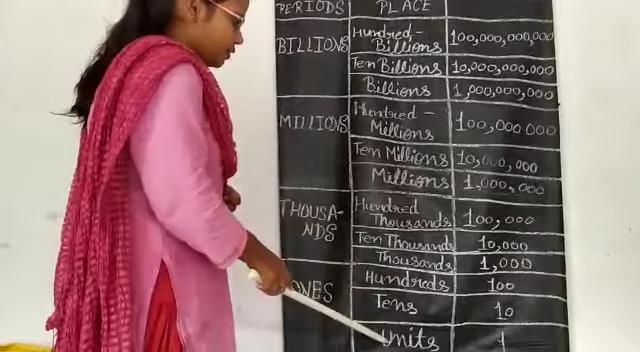 PERIODS PLACE
BILLIONS Hundred- Billions 100,000,000,000
Ten Billions 10,000,000,000
Billions 1,000,000,000
MILLIONS Hundred- Millions 100,000,000
Ten Millions 10,000,000
Millions 1,000,000
THOUSA- NDS Hundred Thousands 100,000
Ten Thousands 10,000
Thousands 1,000
ONES Hundreds 100
Tens 10
Units 1